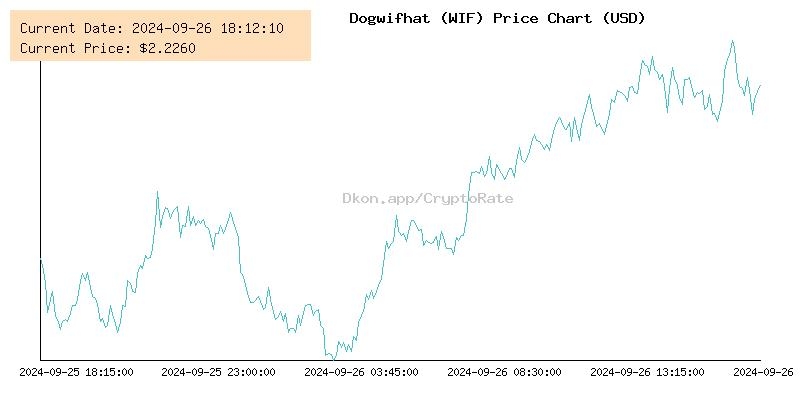 Dogwifhat (WIF) Price Chart (USD)
Current Date: 2024-09-26 18:12:10
Current Price: $2.2260
Dkon.app/CryptoRate
2024-09-25 18:15:00 2024-09-25 23:00:00 2024-09-26 03:45:00 2024-09-26 08:30:00 2024-09-26 13:15:00 2024-09-26